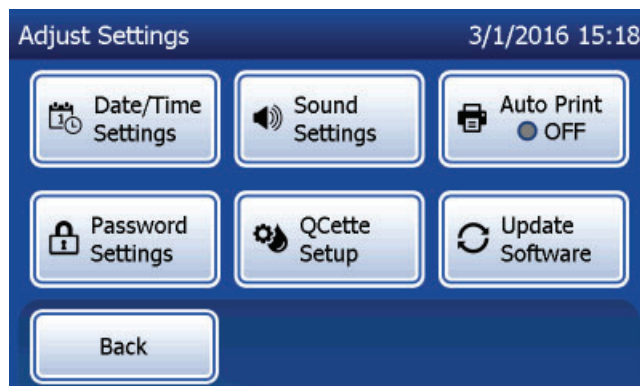 Adjust Settings 3/1/2016 15:18
Date/Time
Settings
Sound
Settings
Auto Print
OFF
Password
Settings
QCette
Setup
Update
Software
Back